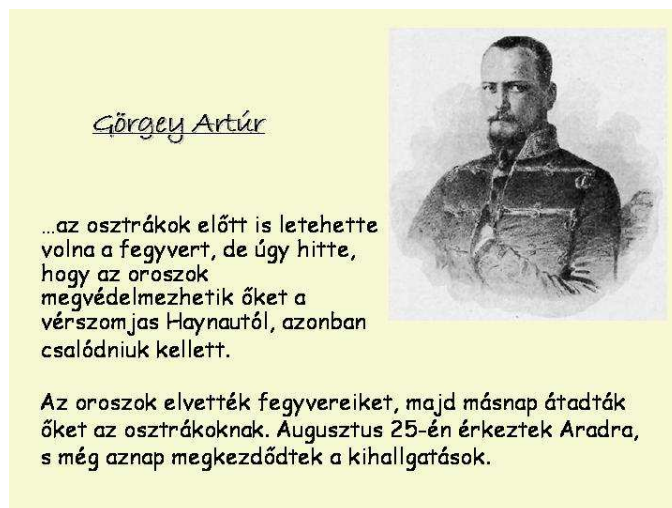 Görgey Artúr
...az osztrákok előtt is letehette
volna a fegyvert, de úgy hitte,
hogy az oroszok
megvédelmezhetik őket a
vérszomjas Haynautól, azonban
csalódniuk kellett.
Az oroszok elvették fegyvereiket, majd másnap átadták
őket az osztrákoknak. Augusztus 25-én érkeztek Aradra,
s még aznap megkezdődtek a kihallgatások.